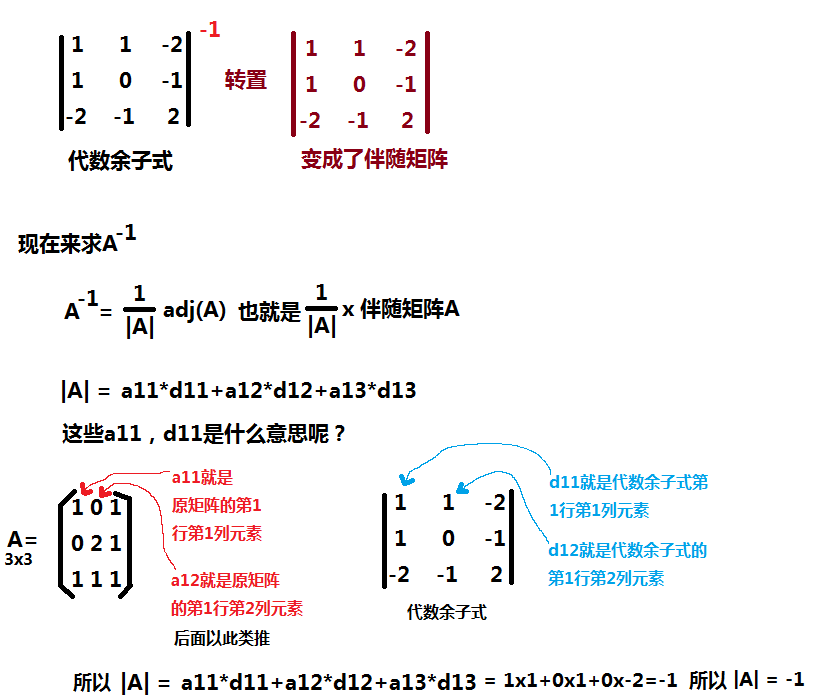 -1
1 1 -2 转置 1 1 -2
1 0 -1 1 0 -1
-2 -1 2 -2 -1 2
代数余子式 变成了伴随矩阵
现在来求A-1
A-1= 1/|A| adj(A) 也就是 1/|A| x 伴随矩阵A
|A| = a11*d11+a12*d12+a13*d13
这些a11，d11是什么意思呢？
A=
3x3
1 0 1
0 2 1
1 1 1
a11就是
原矩阵的第1
行第1列元素
a12就是原矩阵
的第1行第2列元素
后面以此类推
1 1 -2
1 0 -1
-2 -1 2
代数余子式
d11就是代数余子式第
1行第1列元素
d12就是代数余子式的
第1行第2列元素
所以 |A| = a11*d11+a12*d12+a13*d13 = 1x1+0x1+0x-2=-1 所以 |A| = -1